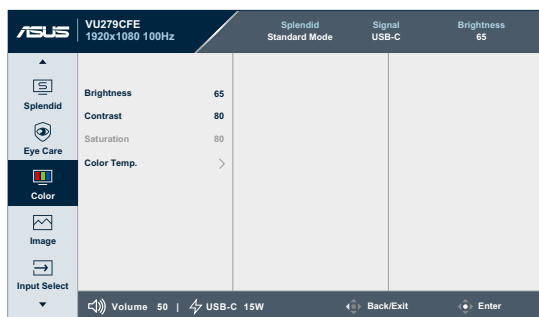 ASUS
VU279CFE
1920x1080 100Hz
Splendid
Standard Mode
Signal
USB-C
Brightness
65
Splendid
Eye Care
Color
Image
Input Select
Brightness 65
Contrast 80
Saturation 80
Color Temp.
Volume 50 | USB-C 15W
Back/Exit
Enter